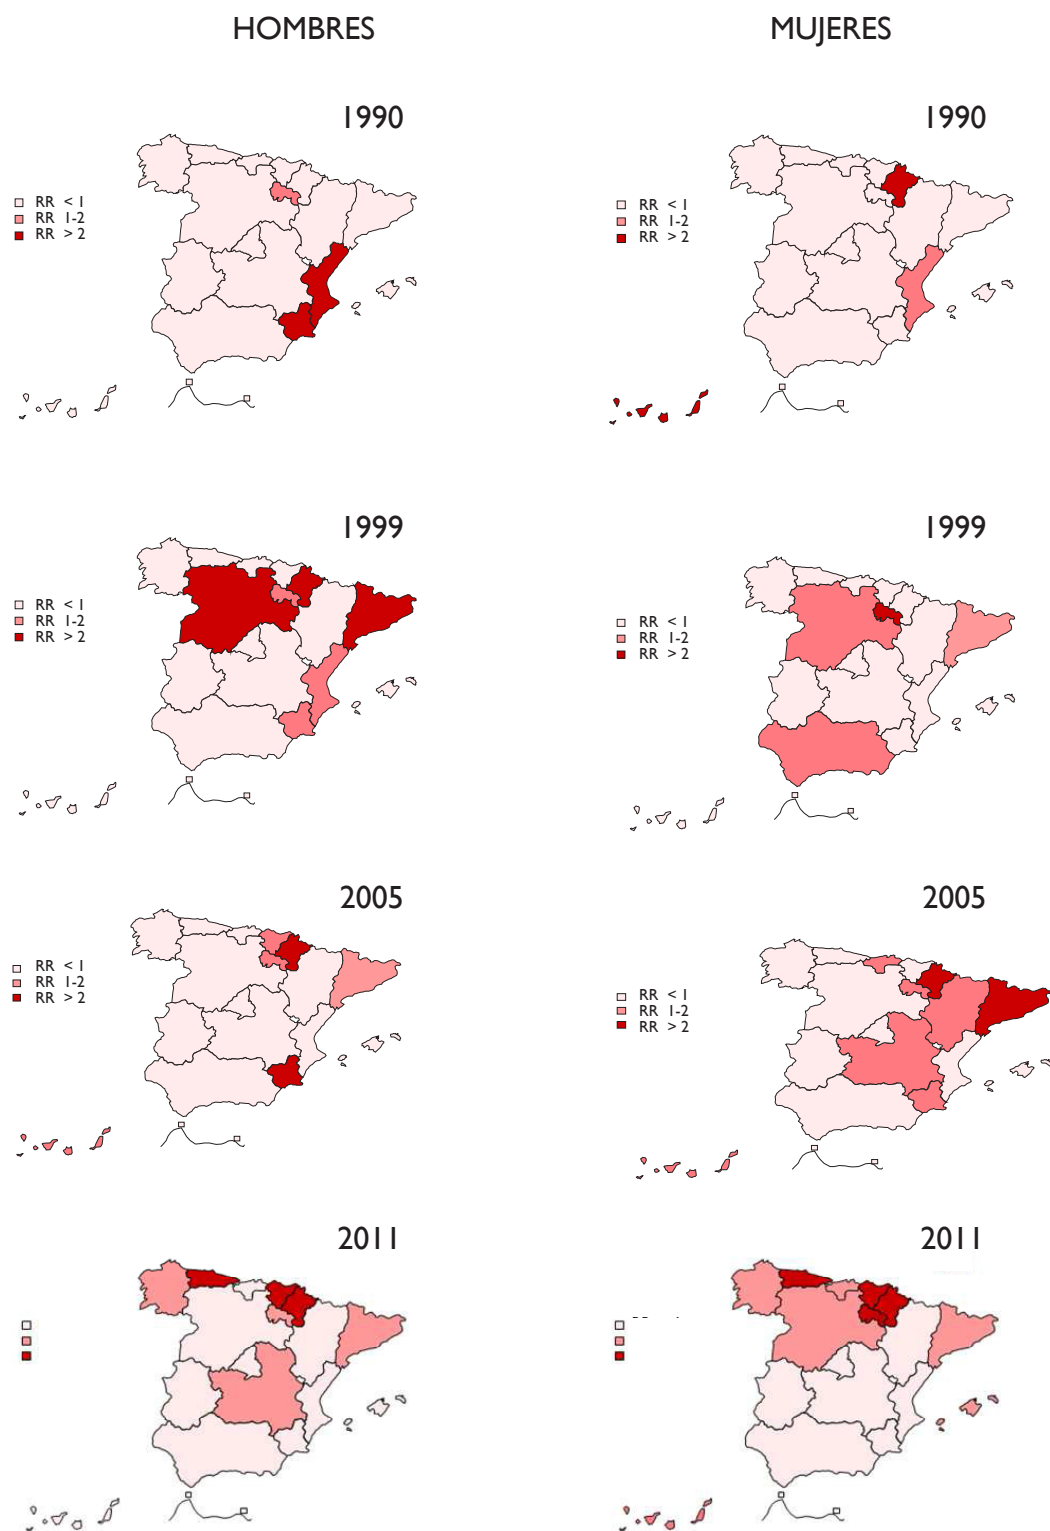 HOMBRES
MUJERES
1990
1990
RR < 1
RR 1-2
RR > 2
RR < 1
RR 1-2
RR > 2
1999
1999
RR < 1
RR 1-2
RR > 2
RR < 1
RR 1-2
RR > 2
2005
2005
RR < 1
RR 1-2
RR > 2
RR < 1
RR 1-2
RR > 2
2011
2011